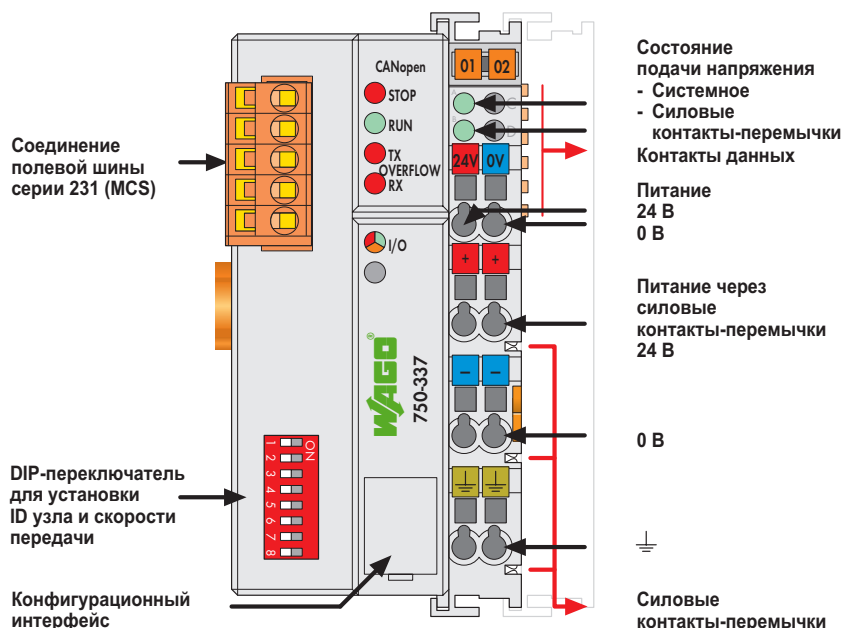 Соединение
полевой шины
серии 231 (MCS)
DIP-переключатель
для установки
ID узла и скорости
передачи
Конфигурационный
интерфейс
CANopen
STOP
RUN
TX
OVERFLOW
RX
I/O
WAGO
750-337
ON
1
2
3
4
5
6
7
8
01 02
C
D
24V 0V
+ +
– –
Состояние
подачи напряжения
- Системное
- Силовые
контакты-перемычки
Контакты данных
Питание
24 В
0 В
Питание через
силовые
контакты-перемычки
24 В
0 В
Силовые
контакты-перемычки